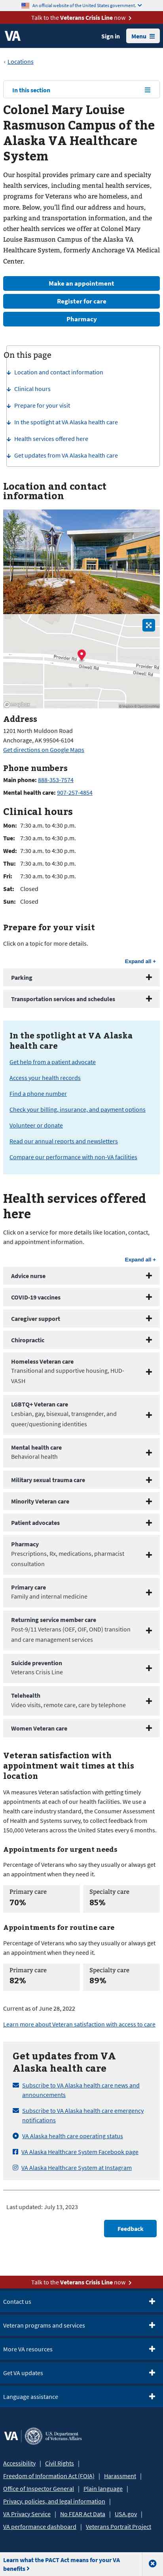 An official website of the United States government.
Talk to the Veterans Crisis Line now
VA
Sign in
Menu
Locations
In this section
Colonel Mary Louise
Rasmuson Campus of the
Alaska VA Healthcare
System
Our hospital provides primary care and specialty
health services. Below, you'll find our address and
hours, parking and transportation information, and
the other health services we offer at Colonel Mary
Louise Rasmuson Campus of the Alaska VA
Healthcare System, formerly Anchorage VA Medical
Center.
Make an appointment
Register for care
Pharmacy
On this page
Location and contact information
Clinical hours
Prepare for your visit
In the spotlight at VA Alaska health care
Health services offered here
Get updates from VA Alaska health care
Location and contact
information
Provider Rd
Oilwell Rd
Provider Rd
Oilwell Rd
mapbox
Address
1201 North Muldoon Road
Anchorage, AK 99504-6104
Get directions on Google Maps
Phone numbers
Main phone: 888-353-7574
Mental health care: 907-257-4854
Clinical hours
Mon: 7:30 a.m. to 4:30 p.m.
Tue: 7:30 a.m. to 4:30 p.m.
Wed: 7:30 a.m. to 4:30 p.m.
Thu: 7:30 a.m. to 4:30 p.m.
Fri: 7:30 a.m. to 4:30 p.m.
Sat: Closed
Sun: Closed
Prepare for your visit
Click on a topic for more details.
Expand all +
Parking
Transportation services and schedules
In the spotlight at VA Alaska
health care
Get help from a patient advocate
Access your health records
Find a phone number
Check your billing, insurance, and payment options
Volunteer or donate
Read our annual reports and newsletters
Compare our performance with non-VA facilities
Health services offered
here
Click on a service for more details like location, contact,
and appointment information.
Expand all +
Advice nurse
COVID-19 vaccines
Caregiver support
Chiropractic
Homeless Veteran care
Transitional and supportive housing, HUD-
VASH
LGBTQ+ Veteran care
Lesbian, gay, bisexual, transgender, and
queer/questioning identities
Mental health care
Behavioral health
Military sexual trauma care
Minority Veteran care
Patient advocates
Pharmacy
Prescriptions, Rx, medications, pharmacist
consultation
Primary care
Family and internal medicine
Returning service member care
Post-9/11 Veterans (OEF, OIF, OND) transition
and care management services
Suicide prevention
Veterans Crisis Line
Telehealth
Video visits, remote care, care by telephone
Women Veteran care
Veteran satisfaction with
appointment wait times at this
location
VA measures Veteran satisfaction with getting timely
appointments at each of our health facilities. We use a
health care industry standard, the Consumer Assessment
of Health and Systems survey, to collect feedback from
150,000 Veterans across the United States every 6 months.
Appointments for urgent needs
Percentage of Veterans who say they usually or always get
an appointment when they need it.
Primary care
70%
Specialty care
85%
Appointments for routine care
Percentage of Veterans who say they usually or always get
an appointment when they need it.
Primary care
82%
Specialty care
89%
Current as of June 28, 2022
Learn more about Veteran satisfaction with access to care
Get updates from VA
Alaska health care
Subscribe to VA Alaska health care news and
announcements
Subscribe to VA Alaska health care emergency
notifications
VA Alaska health care operating status
VA Alaska Healthcare System Facebook page
VA Alaska Healthcare System at Instagram
Last updated: July 13, 2023
Feedback
Talk to the Veterans Crisis Line now
Contact us
Veteran programs and services
More VA resources
Get VA updates
Language assistance
VA
U.S. Department
of Veterans Affairs
Accessibility | Civil Rights |
Freedom of Information Act (FOIA) | Harassment |
Office of Inspector General | Plain language |
Privacy, policies, and legal information |
VA Privacy Service | No FEAR Act Data | USA.gov |
VA performance dashboard | Veterans Portrait Project
Learn what the PACT Act means for your VA
benefits